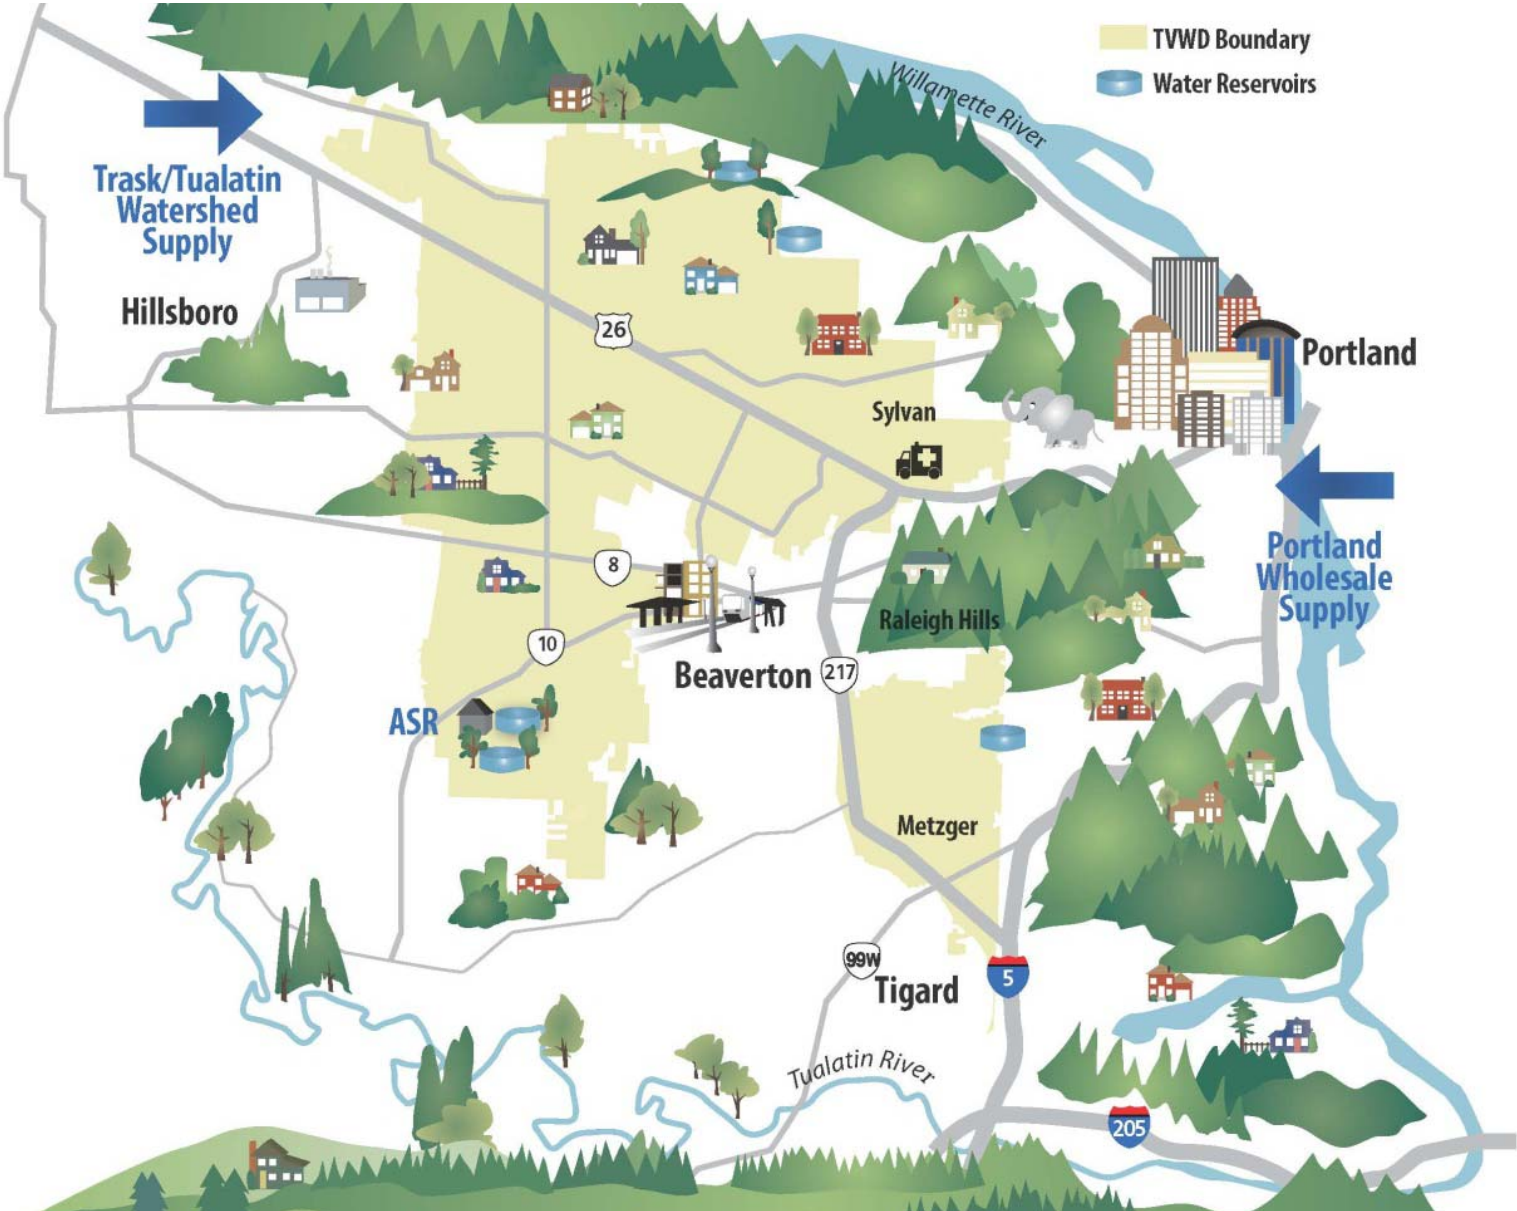 TVWD Boundary
Water Reservoirs
Willamette River
Trask/Tualatin
Watershed
Supply
Hillsboro
26
Portland
Sylvan
Portland
Wholesale
Supply
8
Raleigh Hills
10
Beaverton
217
ASR
Metzger
99W
Tigard
5
Tualatin River
205